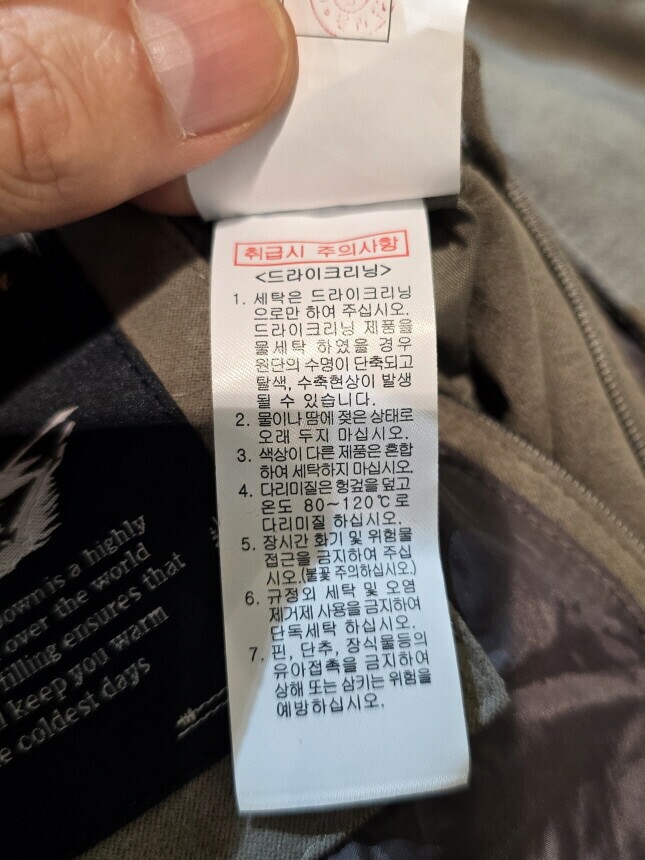 취급시 주의사항
<드라이크리닝>
1. 세탁은 드라이크리닝
으로만 하여 주십시오.
드라이크리닝 제품을
물세탁 하였을 경우
원단의 수명이 단축되고
탈색, 수축현상이 발생
될 수 있습니다.
2. 물이나 땀에 젖은 상태로
오래 두지 마십시오.
3. 색상이 다른 제품은 혼합
하여 세탁하지 마십시오.
4. 다리미질은 헝겊을 덮고
온도 80~120℃로
다리미질 하십시오.
5. 장시간 화기 및 위험물
접근을 금지하여 주십
시오.(불꽃 주의하십시오.)
6. 규정외 세탁 및 오염
제거제 사용을 금지하여
단독세탁 하십시오.
7. 핀, 단추, 장식물등의
유아접촉을 금지하여
상해 또는 삼키는 위험을
예방하십시오.
Down is a highly
over the world
filling ensures that
keep you warm
coldest days